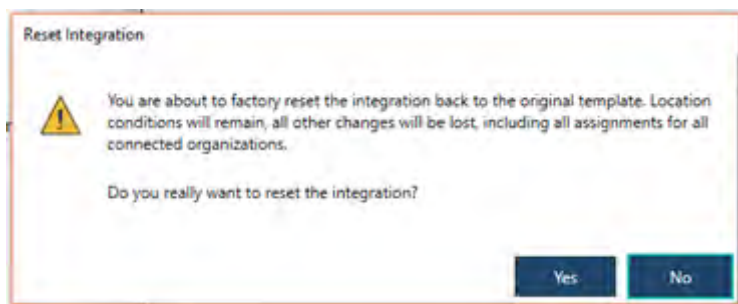 Reset Integration
You are about to factory reset the integration back to the original template. Location
conditions will remain, all other changes will be lost, including all assignments for all
connected organizations.
Do you really want to reset the integration?
Yes
No